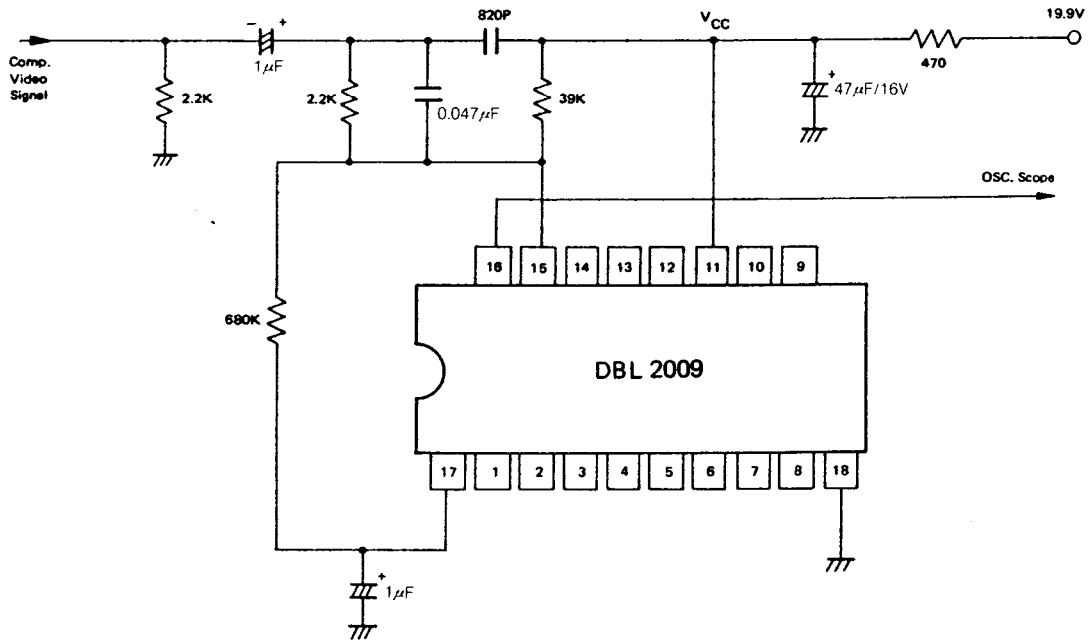 820P
VCC
19.9V
Comp.
Video
Signel
1μF
2.2K
2.2K
0.047μF
39K
47μF/16V
470
OSC. Scope
16 15 14 13 12 11 10 9
680K
DBL 2009
17 1 2 3 4 5 6 7 8 18
1μF